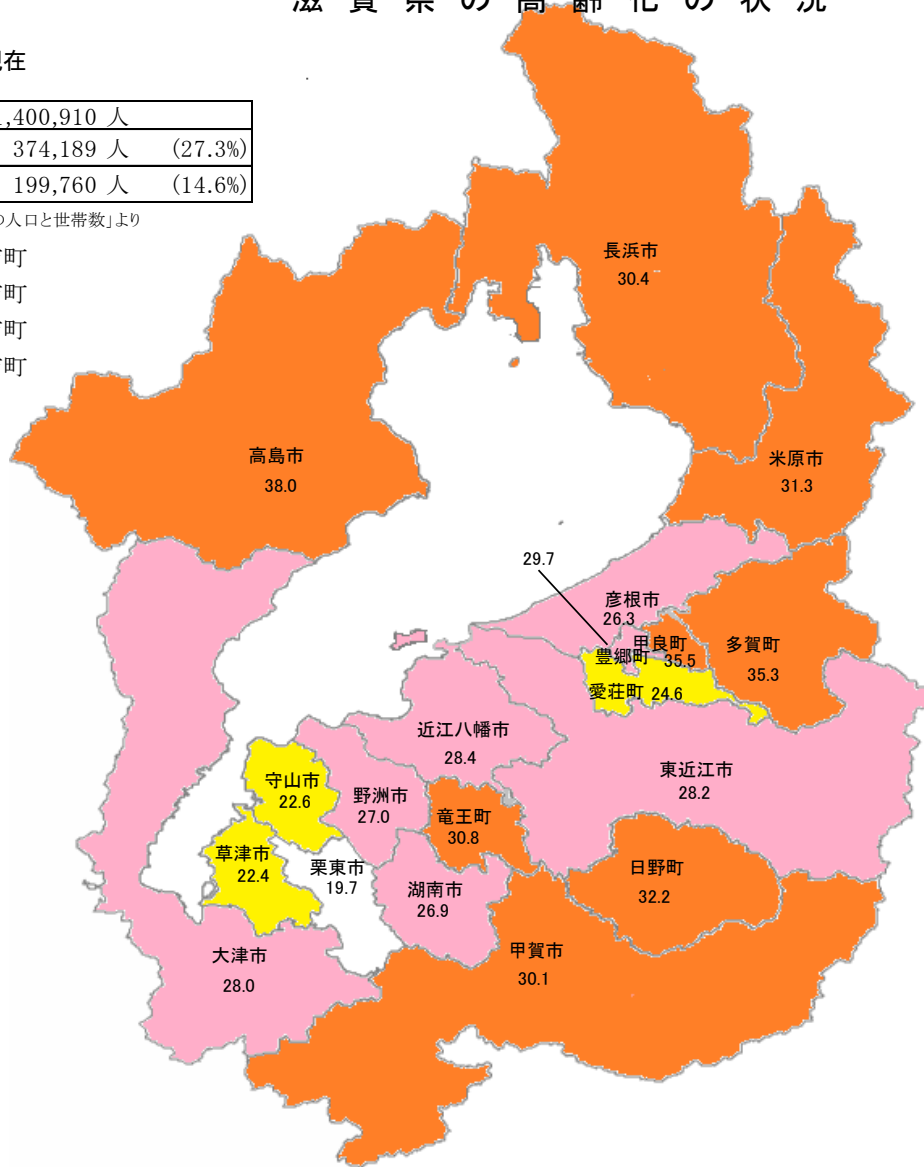 滋賀県の高齢化の状況
現在
,400,910 人
374,189 人 (27.3%)
199,760 人 (14.6%)
の人口と世帯数」より
町
町
町
町
長浜市
30.4
高島市
38.0
米原市
31.3
29.7
彦根市
26.3
甲良町
35.5
多賀町
35.3
豊郷町
愛荘町 24.6
近江八幡市
28.4
東近江市
28.2
守山市
22.6
野洲市
27.0
竜王町
30.8
草津市
22.4
栗東市
19.7
湖南市
26.9
日野町
32.2
甲賀市
30.1
大津市
28.0